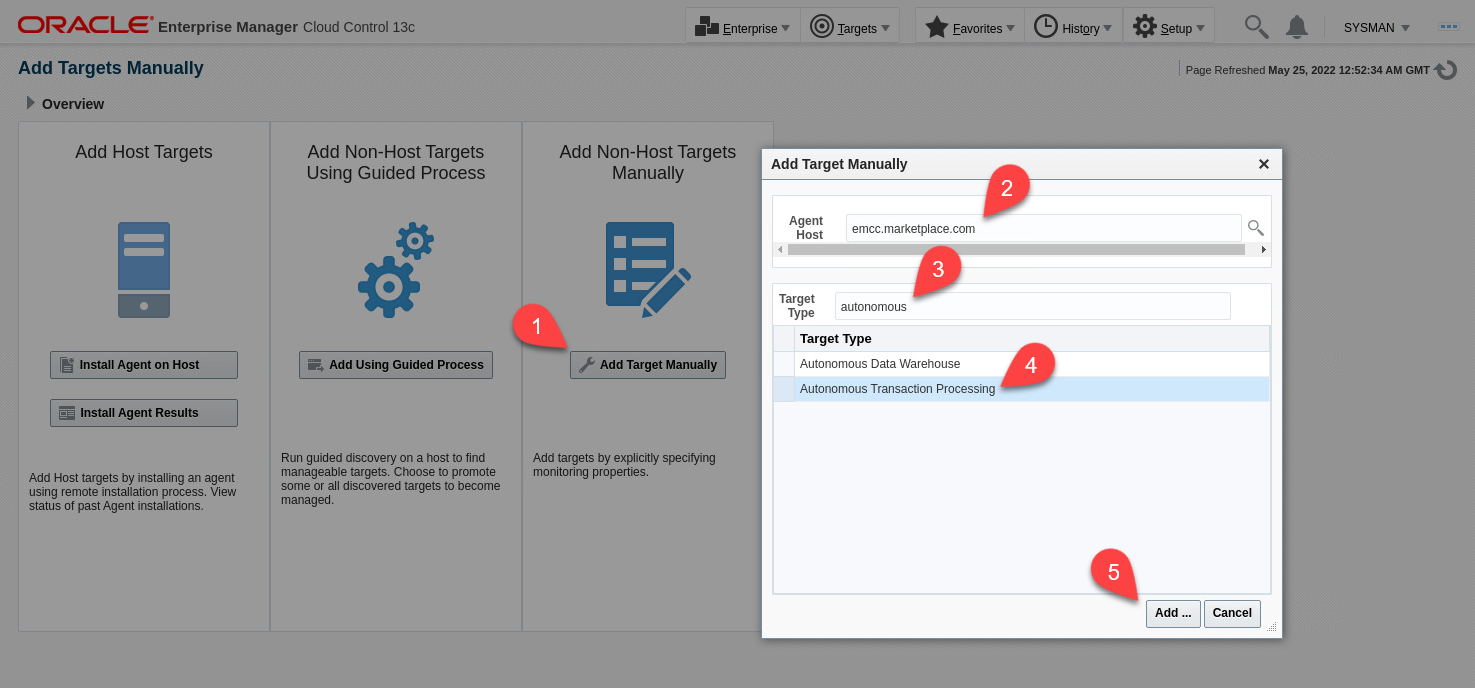 ORACLE® Enterprise Manager Cloud Control 13c
Enterprise
Targets
Favorites
History
Setup
SYSMAN
Add Targets Manually
Page Refreshed May 25, 2022 12:52:34 AM GMT
Overview
Add Host Targets
Install Agent on Host
Install Agent Results
Add Host targets by installing an agent
using remote installation process. View
status of past Agent installations.
Add Non-Host Targets
Using Guided Process
Add Using Guided Process
Run guided discovery on a host to find
manageable targets. Choose to promote
some or all discovered targets to become
managed.
Add Non-Host Targets
Manually
1
Add Target Manually
Add targets by explicitly specifying
monitoring properties.
Add Target Manually
2
Agent
Host
emcc.marketplace.com
3
Target
Type
autonomous
Target Type
Autonomous Data Warehouse
4
Autonomous Transaction Processing
5
Add ...
Cancel